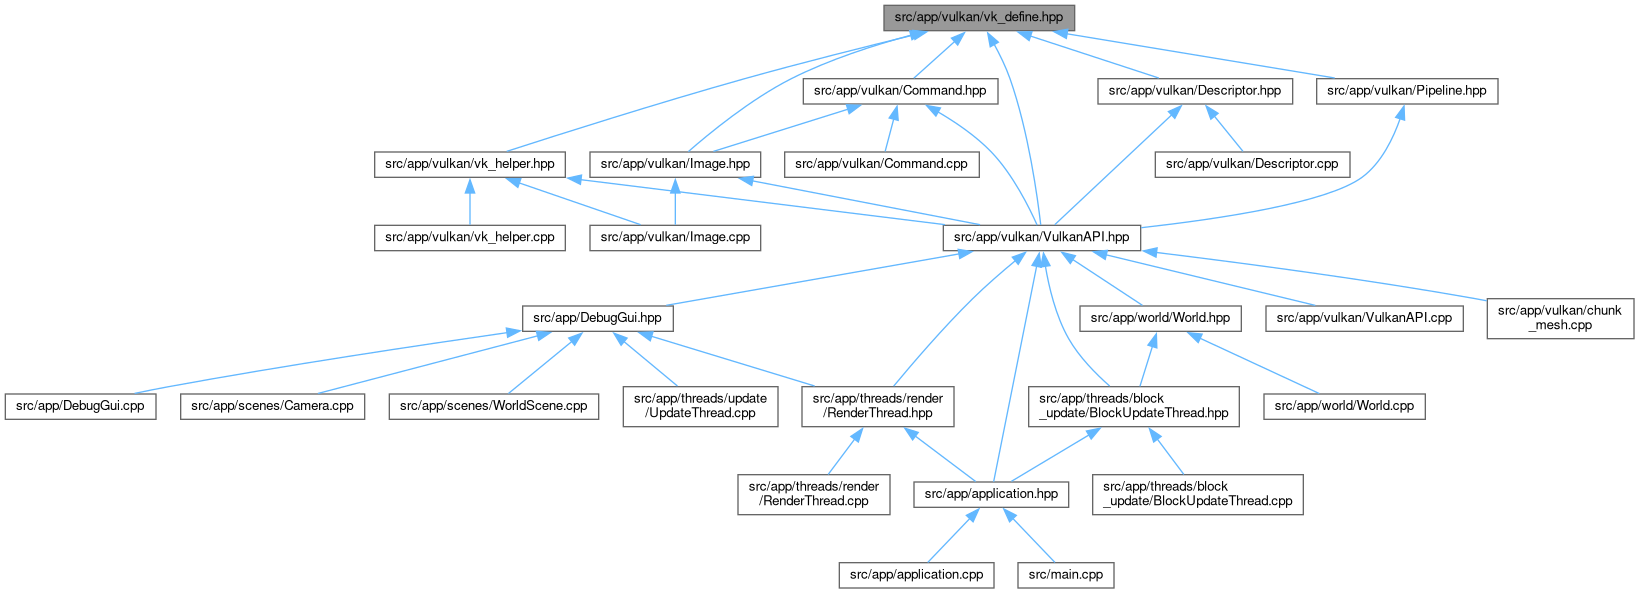 src/app/vulkan/vk_define.hpp
src/app/vulkan/Command.hpp
src/app/vulkan/Descriptor.hpp
src/app/vulkan/Pipeline.hpp
src/app/vulkan/vk_helper.hpp
src/app/vulkan/Image.hpp
src/app/vulkan/Command.cpp
src/app/vulkan/Descriptor.cpp
src/app/vulkan/vk_helper.cpp
src/app/vulkan/Image.cpp
src/app/vulkan/VulkanAPI.hpp
src/app/DebugGui.hpp
src/app/world/World.hpp
src/app/vulkan/VulkanAPI.cpp
src/app/vulkan/chunk
_mesh.cpp
src/app/DebugGui.cpp
src/app/scenes/Camera.cpp
src/app/scenes/WorldScene.cpp
src/app/threads/update
/UpdateThread.cpp
src/app/threads/render
/RenderThread.hpp
src/app/threads/block
_update/BlockUpdateThread.hpp
src/app/world/World.cpp
src/app/threads/render
/RenderThread.cpp
src/app/application.hpp
src/app/threads/block
_update/BlockUpdateThread.cpp
src/app/application.cpp
src/main.cpp